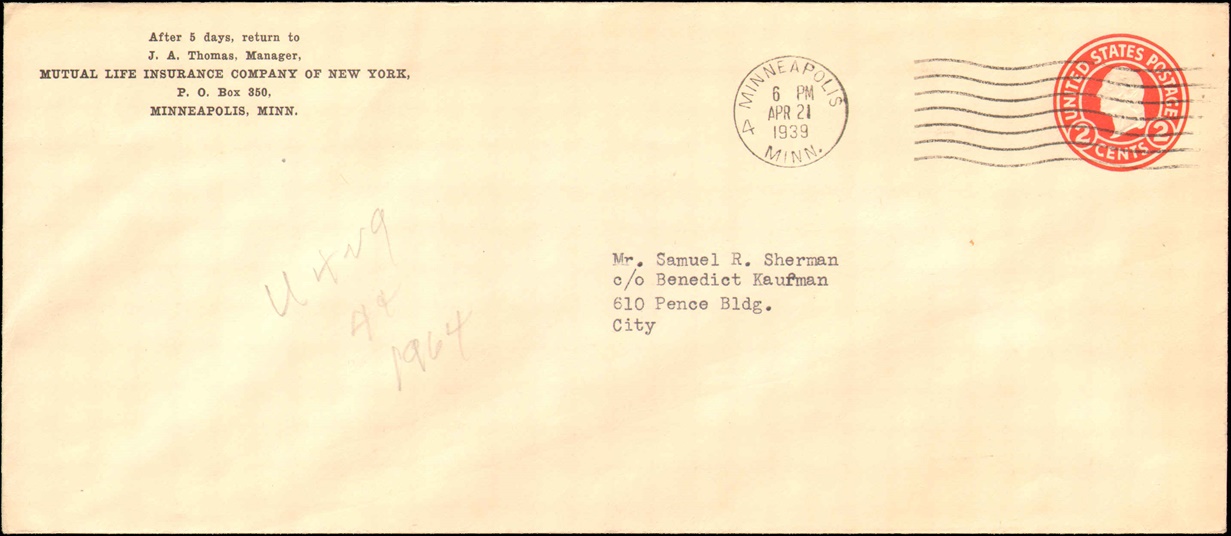 After 5 days, return to
J. A. Thomas, Manager,
MUTUAL LIFE INSURANCE COMPANY OF NEW YORK,
P. O. Box 350,
MINNEAPOLIS, MINN.
MINNEAPOLIS
6 PM
APR 21
1939
4 MINN.
UNITED STATES POSTAGE
2 CENTS 2
Mr. Samuel R. Sherman
c/o Benedict Kaufman
610 Pence Bldg.
City
1964